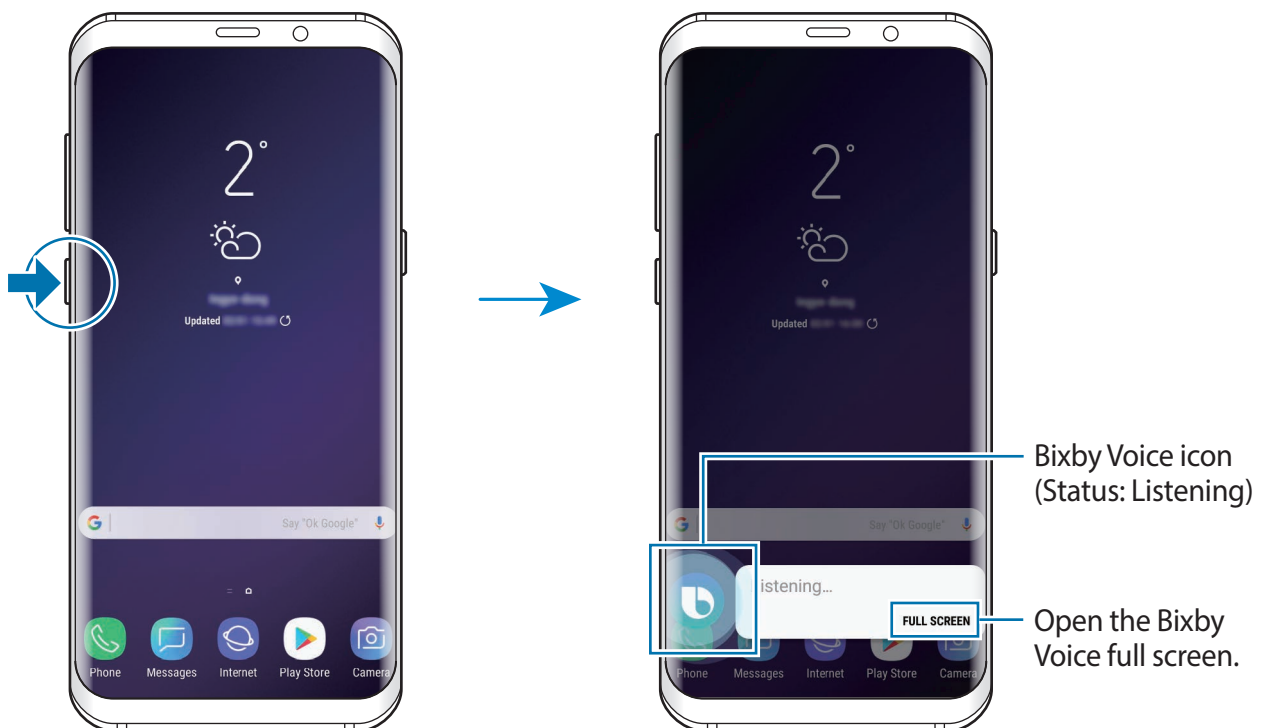 2°
Updated
G
Say "Ok Google"
Phone Messages Internet Play Store Camera
2°
Updated
G
Say "Ok Google"
istening...
FULL SCREEN
Phone Messages Internet Play Store Camera
Bixby Voice icon
(Status: Listening)
Open the Bixby
Voice full screen.